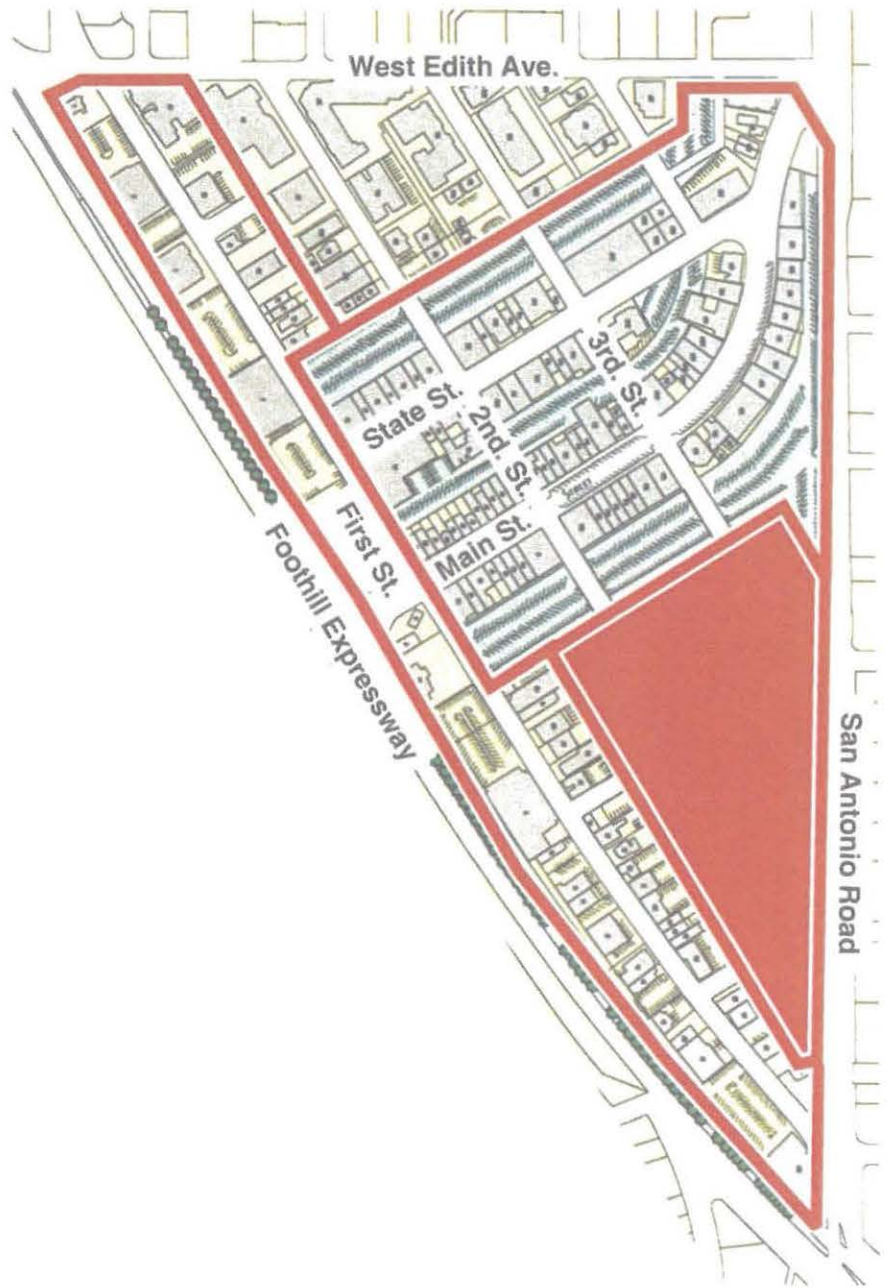 West Edith Ave.
3rd. St.
State St.
2nd. St.
Main St.
First St.
Foothill Expressway
San Antonio Road